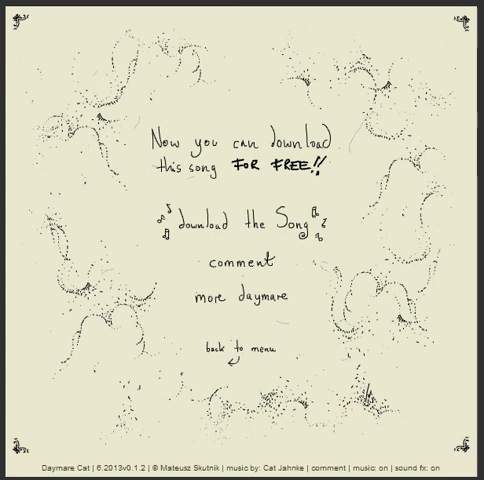 Now you can download
this song FOR FREE!!
download the Song
comment
more daymare
back to menu
Daymare Cat | 6.2013v0.1.2 | © Mateusz Skutnik | music by: Cat Jahnke | comment | music: on | sound fx: on